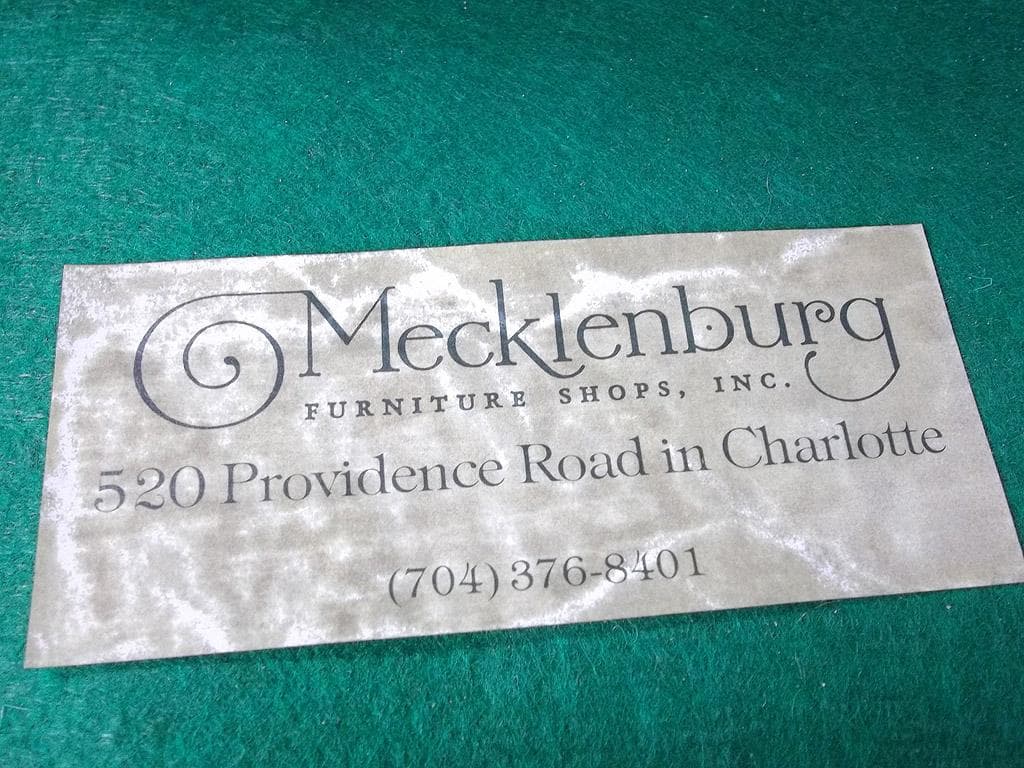 Mecklenburg
FURNITURE SHOPS, INC.
520 Providence Road in Charlotte
(704) 376-8401